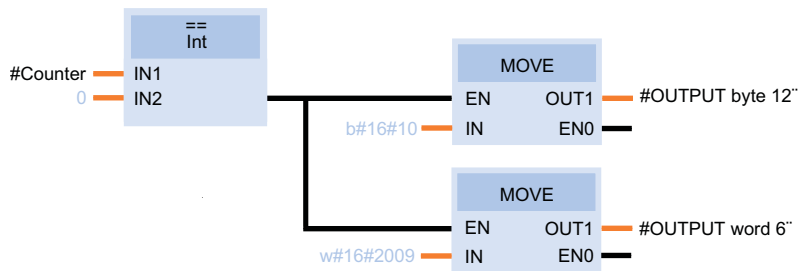 ==
Int
#Counter IN1
0 IN2
MOVE
EN OUT1 #OUTPUT byte 12¨
b#16#10 IN EN0
MOVE
EN OUT1 #OUTPUT word 6¨
w#16#2009 IN EN0